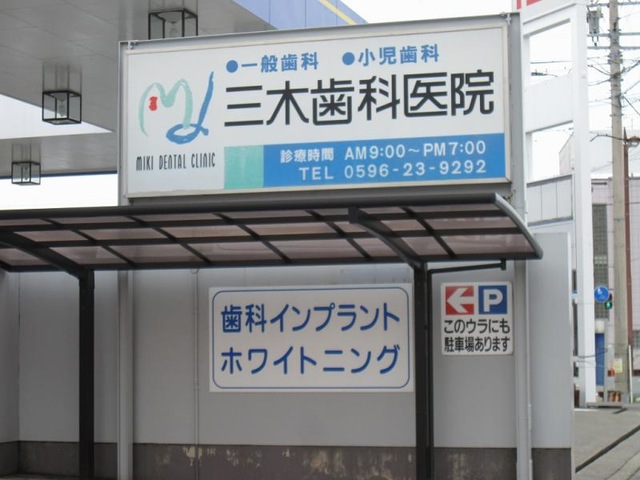 ●一般歯科 ●小児歯科
三木歯科医院
MIKI DENTAL CLINIC
診療時間 AM9:00～PM7:00
TEL 0596-23-9292
歯科インプラント
ホワイトニング
P
このウラにも
駐車場あります